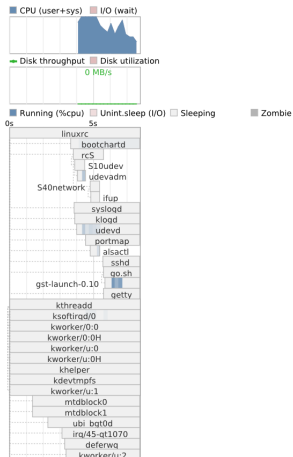 CPU (user+sys) I/O (wait)
Disk throughput Disk utilization
0 MB/s
Running (%cpu) Unint.sleep (I/O) Sleeping Zombie
0s 5s
linuxrc
bootchartd
rcS
S10udev
udevadm
S40network
ifup
syslogd
klogd
udevd
portmap
alsactl
sshd
go.sh
gst-launch-0.10
getty
kthreadd
ksoftirqd/0
kworker/0:0
kworker/0:0H
kworker/u:0
kworker/u:0H
khelper
kdevtmpfs
kworker/u:1
mtdblock0
mtdblock1
ubi_bgt0d
irq/45-qt1070
deferwq
kworker/u:2